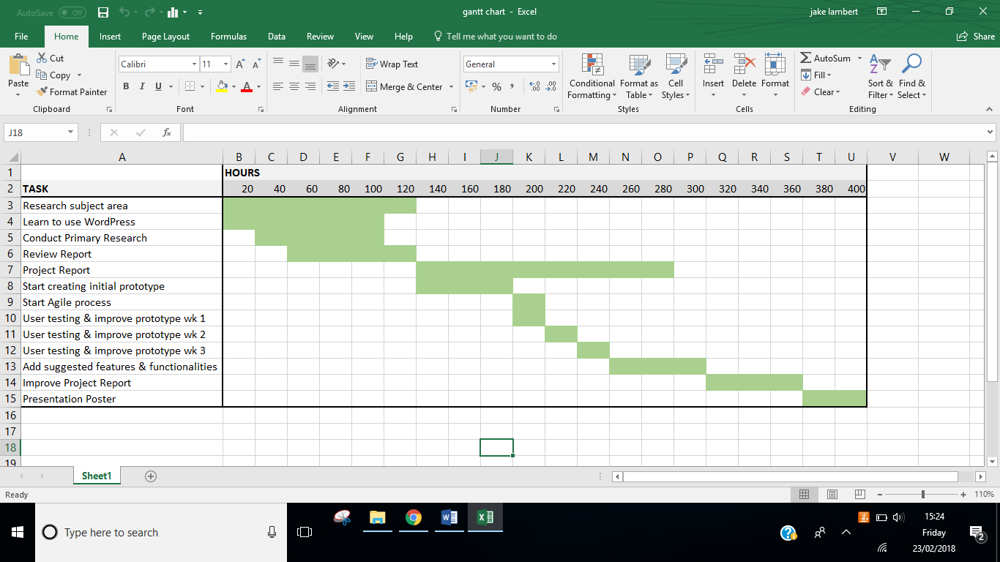 AutoSave Off gantt chart - Excel jake lambert
File Home Insert Page Layout Formulas Data Review View Help Tell me what you want to do Share
Paste Cut Copy Format Painter Clipboard
Calibri 11 A A B I U A Font
Wrap Text Merge & Center Alignment
General % , .00 .0 Number
Conditional Formatting Format as Table Cell Styles Styles
Insert Delete Format Cells
AutoSum Fill Clear Sort & Filter Find & Select Editing
J18 fx
A B C D E F G H I J K L M N O P Q R S T U V W
1 HOURS
2 TASK 20 40 60 80 100 120 140 160 180 200 220 240 260 280 300 320 340 360 380 400
3 Research subject area
4 Learn to use WordPress
5 Conduct Primary Research
6 Review Report
7 Project Report
8 Start creating initial prototype
9 Start Agile process
10 User testing & improve prototype wk 1
11 User testing & improve prototype wk 2
12 User testing & improve prototype wk 3
13 Add suggested features & functionalities
14 Improve Project Report
15 Presentation Poster
16
17
18
19
Sheet1
Ready 110%
Type here to search
15:24
Friday
23/02/2018
2